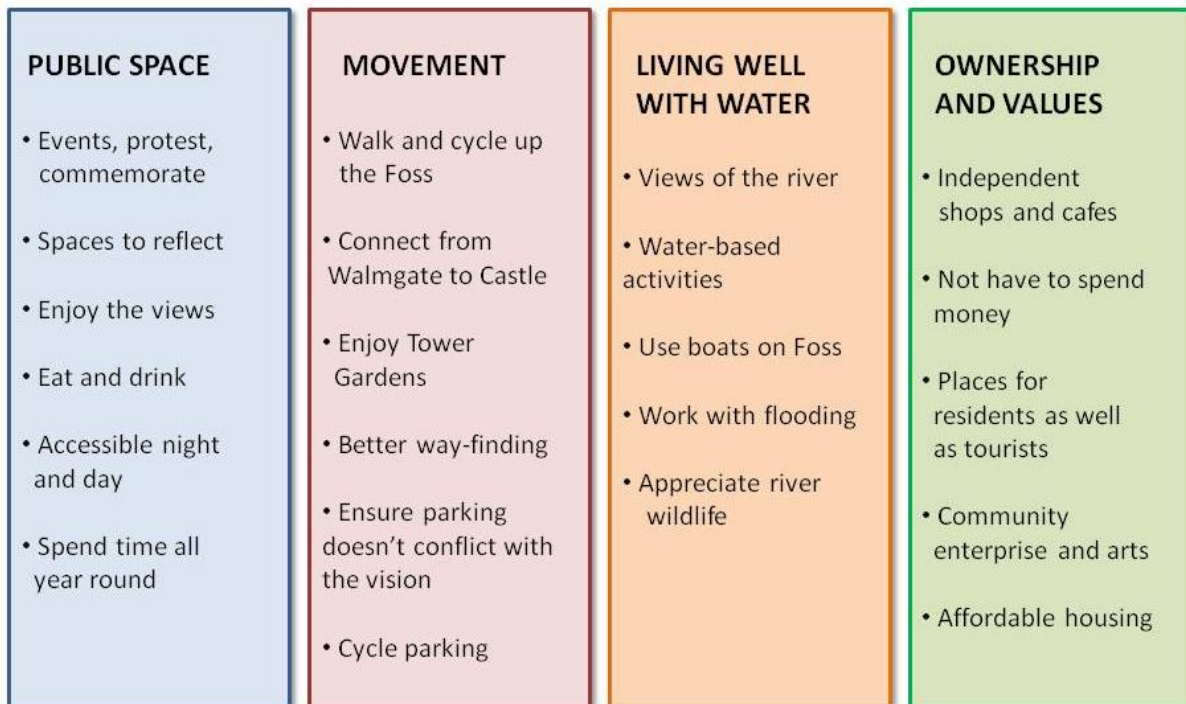 PUBLIC SPACE
• Events, protest,
commemorate
• Spaces to reflect
• Enjoy the views
• Eat and drink
• Accessible night
and day
• Spend time all
year round
MOVEMENT
• Walk and cycle up
the Foss
• Connect from
Walmgate to Castle
• Enjoy Tower
Gardens
• Better way-finding
• Ensure parking
doesn’t conflict with
the vision
• Cycle parking
LIVING WELL
WITH WATER
• Views of the river
• Water-based
activities
• Use boats on Foss
• Work with flooding
• Appreciate river
wildlife
OWNERSHIP
AND VALUES
• Independent
shops and cafes
• Not have to spend
money
• Places for
residents as well
as tourists
• Community
enterprise and arts
• Affordable housing